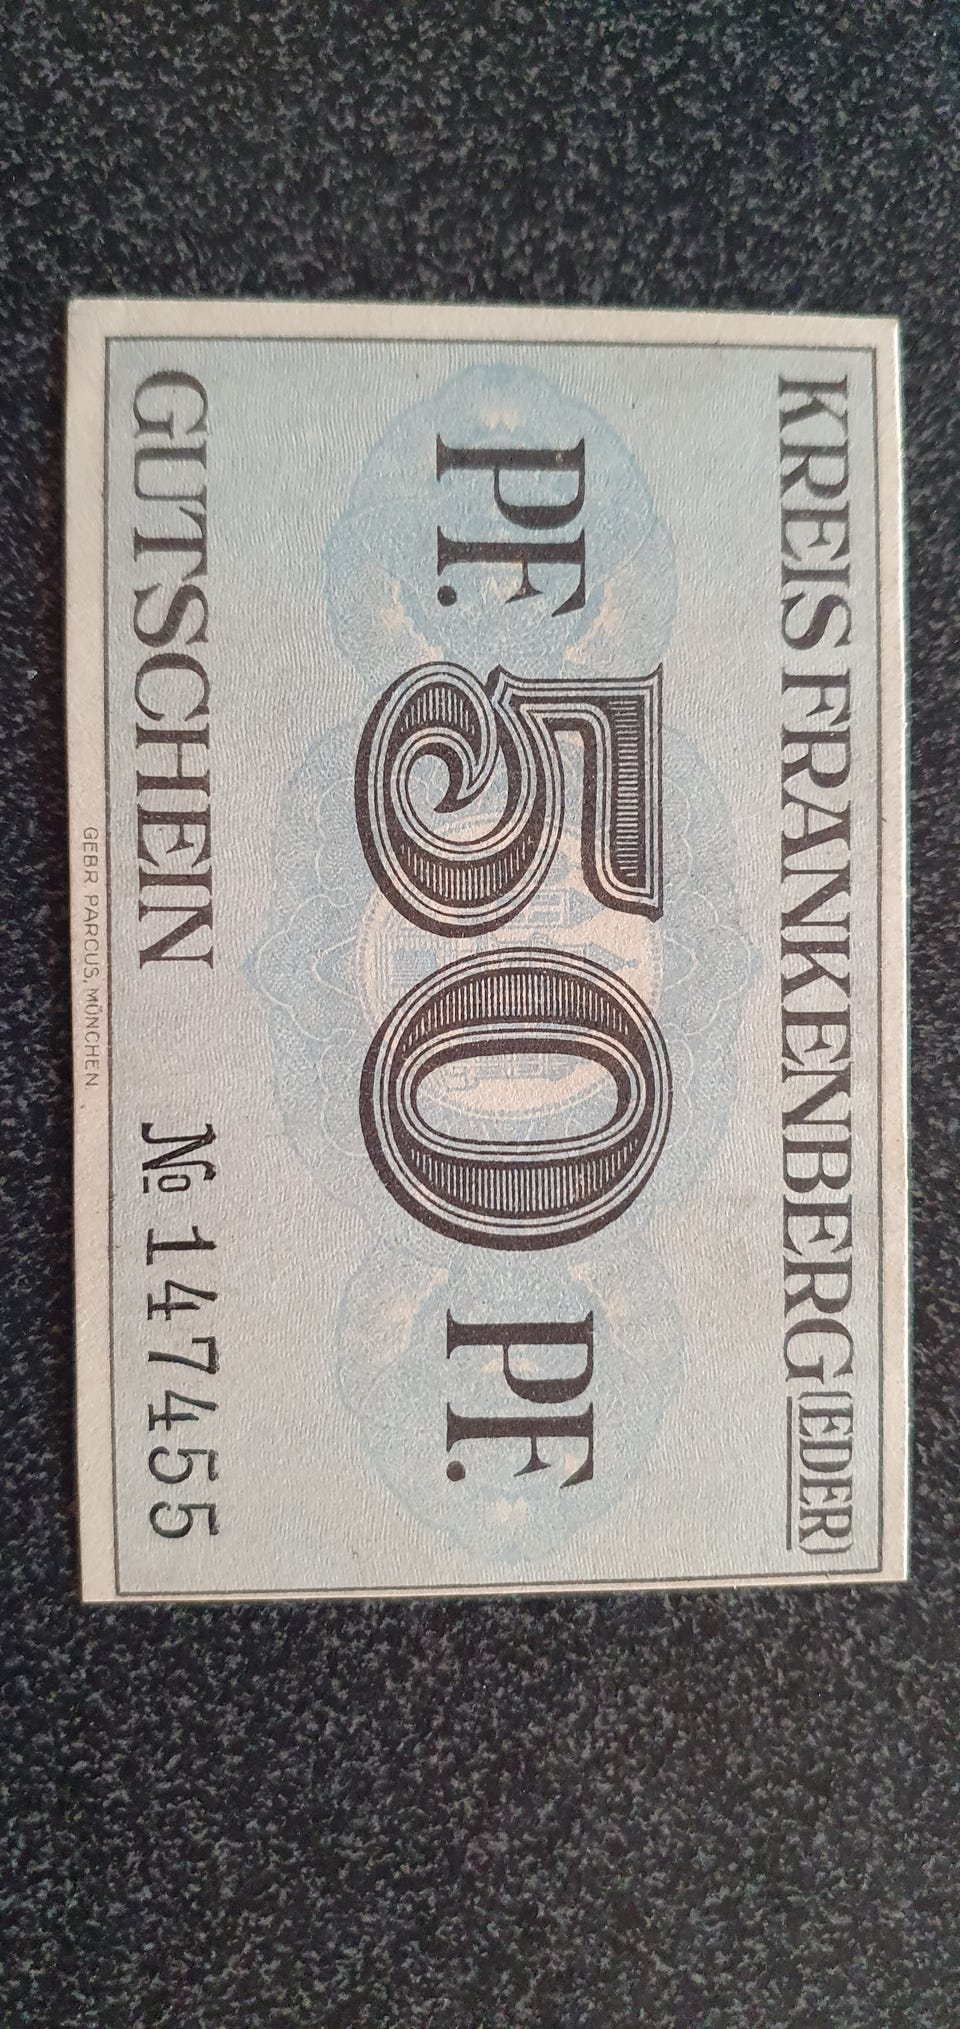 KREIS FRANKENBERG (EDER)
PF. 50 PF.
GUTSCHEIN № 147455
GEBR. PARCUS, MÜNCHEN.